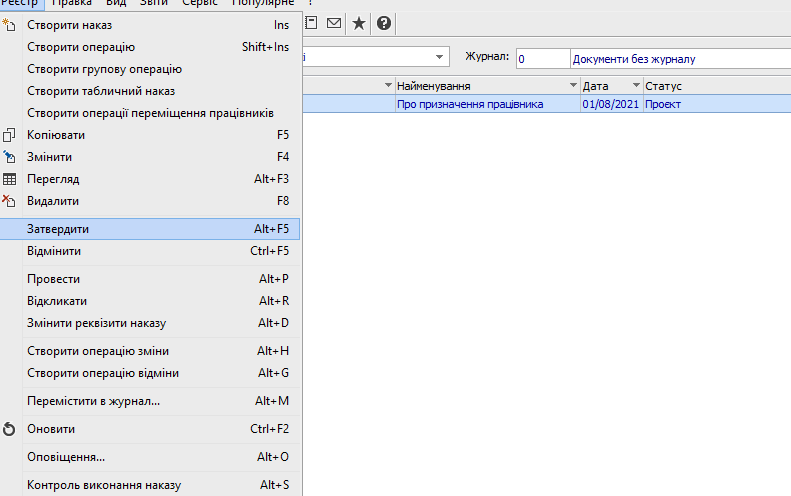 Реєстр Правка Вид Звіти Сервіс Популярне ?
Створити наказ Ins
Створити операцію Shift+Ins
Створити групову операцію
Створити табличний наказ
Створити операції переміщення працівників
Копіювати F5
Змінити F4
Перегляд Alt+F3
Видалити F8
Затвердити Alt+F5
Відмінити Ctrl+F5
Провести Alt+P
Відкликати Alt+R
Змінити реквізити наказу Alt+D
Створити операцію зміни Alt+H
Створити операцію відміни Alt+G
Перемістити в журнал... Alt+M
Оновити Ctrl+F2
Оповіщення... Alt+O
Контроль виконання наказу Alt+S
Журнал: 0 Документи без журналу
Найменування Дата Статус
Про призначення працівника 01/08/2021 Проєкт